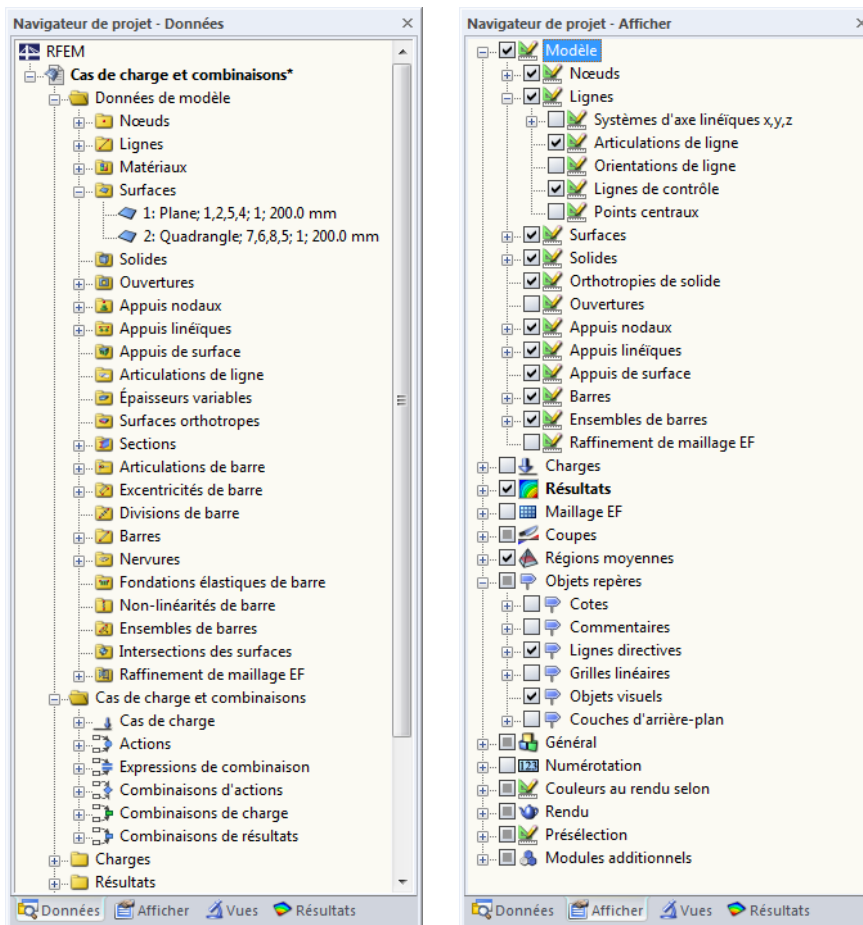 Navigateur de projet - Données
RFEM
Cas de charge et combinaisons*
Données de modèle
Nœuds
Lignes
Matériaux
Surfaces
1: Plane; 1,2,5,4; 1; 200.0 mm
2: Quadrangle; 7,6,8,5; 1; 200.0 mm
Solides
Ouvertures
Appuis nodaux
Appuis linéïques
Appuis de surface
Articulations de ligne
Épaisseurs variables
Surfaces orthotropes
Sections
Articulations de barre
Excentricités de barre
Divisions de barre
Barres
Nervures
Fondations élastiques de barre
Non-linéarités de barre
Ensembles de barres
Intersections des surfaces
Raffinement de maillage EF
Cas de charge et combinaisons
Cas de charge
Actions
Expressions de combinaison
Combinaisons d'actions
Combinaisons de charge
Combinaisons de résultats
Charges
Résultats
Données Afficher Vues Résultats
Navigateur de projet - Afficher
Modèle
Nœuds
Lignes
Systèmes d'axe linéïques x,y,z
Articulations de ligne
Orientations de ligne
Lignes de contrôle
Points centraux
Surfaces
Solides
Orthotropies de solide
Ouvertures
Appuis nodaux
Appuis linéïques
Appuis de surface
Barres
Ensembles de barres
Raffinement de maillage EF
Charges
Résultats
Maillage EF
Coupes
Régions moyennes
Objets repères
Cotes
Commentaires
Lignes directives
Grilles linéaires
Objets visuels
Couches d'arrière-plan
Général
123 Numérotation
Couleurs au rendu selon
Rendu
Présélection
Modules additionnels
Données Afficher Vues Résultats